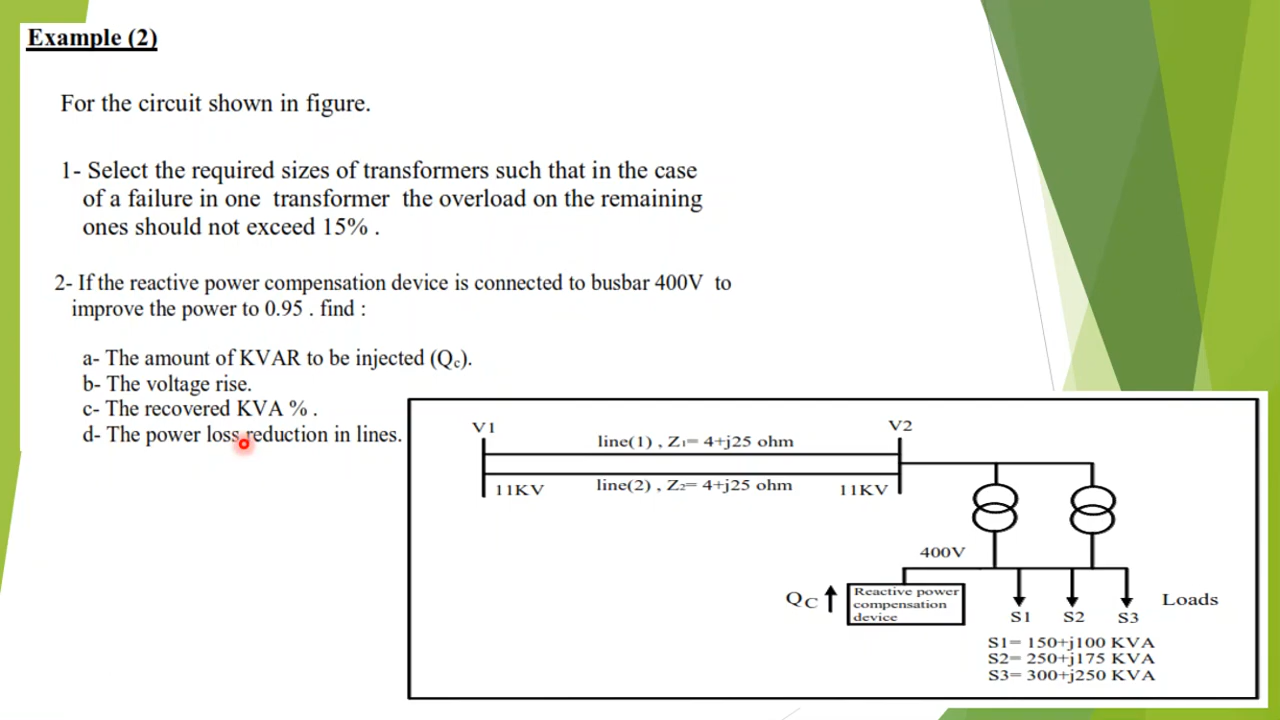 Example (2)
For the circuit shown in figure.
1- Select the required sizes of transformers such that in the case
of a failure in one transformer the overload on the remaining
ones should not exceed 15% .
2- If the reactive power compensation device is connected to busbar 400V to
improve the power to 0.95 . find :
a- The amount of KVAR to be injected (Qc).
b- The voltage rise.
c- The recovered KVA % .
d- The power loss reduction in lines.
V1
V2
line(1) , Z1= 4+j25 ohm
11KV
line(2) , Z2= 4+j25 ohm
11KV
400V
QC
Reactive power
compensation
device
Loads
S1
S2
S3
S1= 150+j100 KVA
S2= 250+j175 KVA
S3= 300+j250 KVA